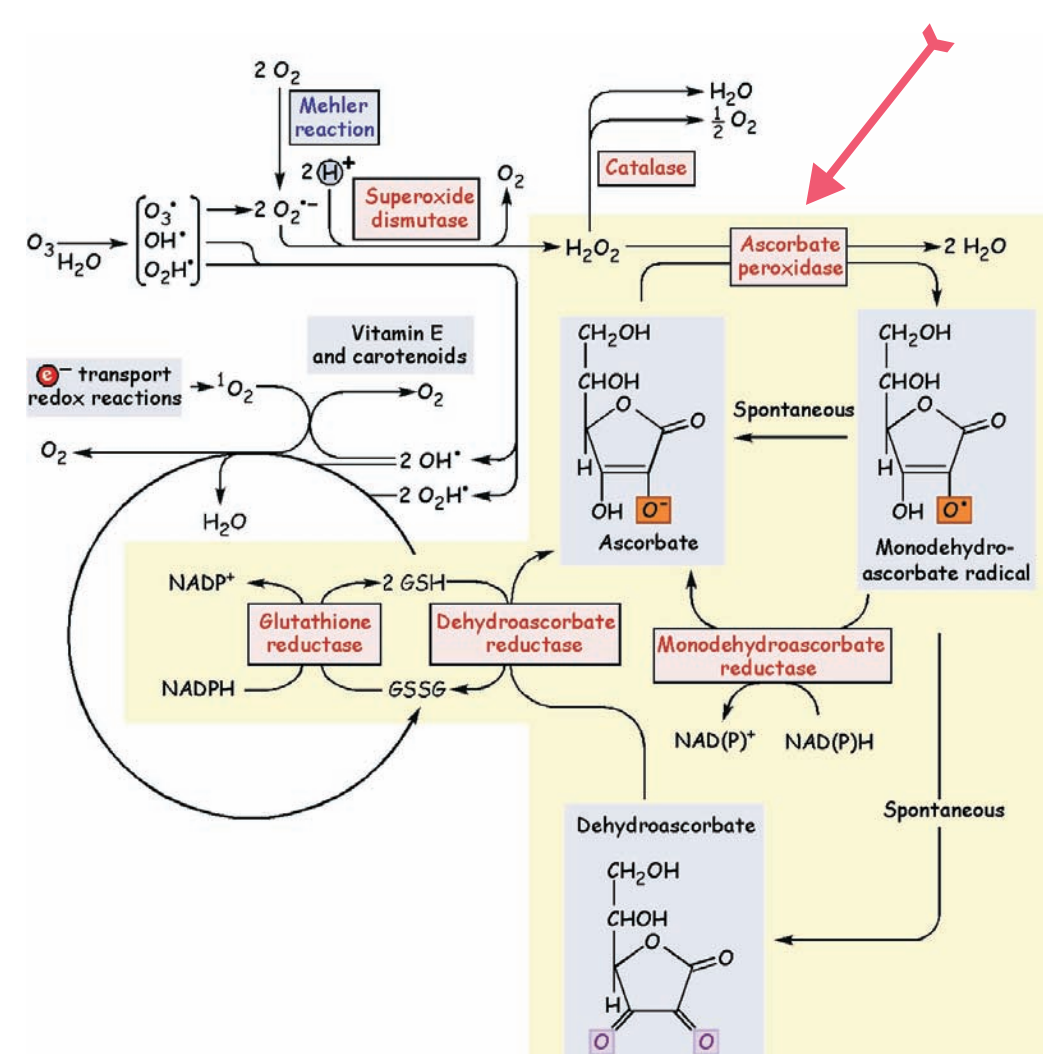 2 O₂
Mehler
reaction
H₂O
½ O₂
Catalase
2 H⁺
Superoxide
dismutase
O₂
O₃•
OH•
O₂H•
2 O₂•−
O₃
H₂O
H₂O₂
Ascorbate
peroxidase
2 H₂O
Vitamin E
and carotenoids
e− transport
redox reactions
¹O₂
O₂
O₂
2 OH•
2 O₂H•
H₂O
CH₂OH
CHOH
O
O
H
OH O−
Ascorbate
Spontaneous
CH₂OH
CHOH
O
O
H
OH O•
Monodehydro-
ascorbate radical
NADP⁺
2 GSH
Glutathione
reductase
Dehydroascorbate
reductase
Monodehydroascorbate
reductase
NADPH
GSSG
NAD(P)⁺
NAD(P)H
Spontaneous
Dehydroascorbate
CH₂OH
CHOH
O
O
H
O O